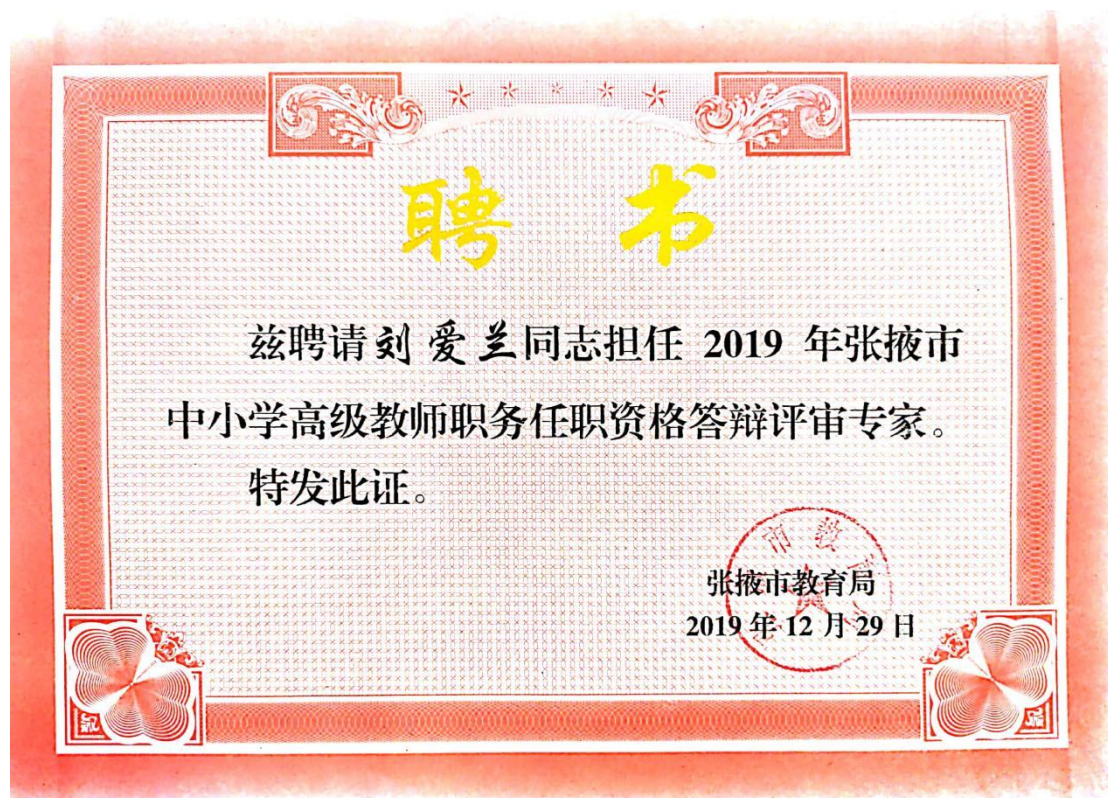 聘 书
兹聘请刘爱兰同志担任 2019 年张掖市
中小学高级教师职务任职资格答辩评审专家。
特发此证。
张掖市教育局
2019 年 12 月 29 日